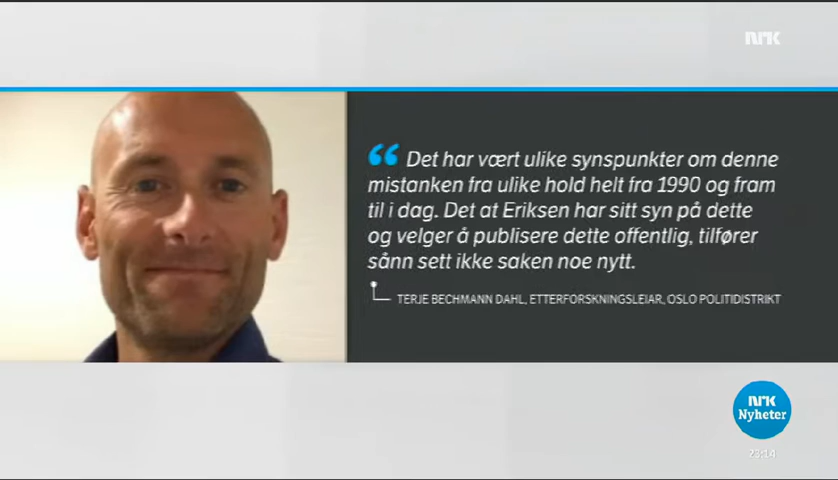 NRK
“ Det har vært ulike synspunkter om denne
mistanken fra ulike hold helt fra 1990 og fram
til i dag. Det at Eriksen har sitt syn på dette
og velger å publisere dette offentlig, tilfører
sånn sett ikke saken noe nytt.
TERJE BECHMANN DAHL, ETTERFORSKNINGSLEIAR, OSLO POLITIDISTRIKT
NRK
Nyheter
23:14